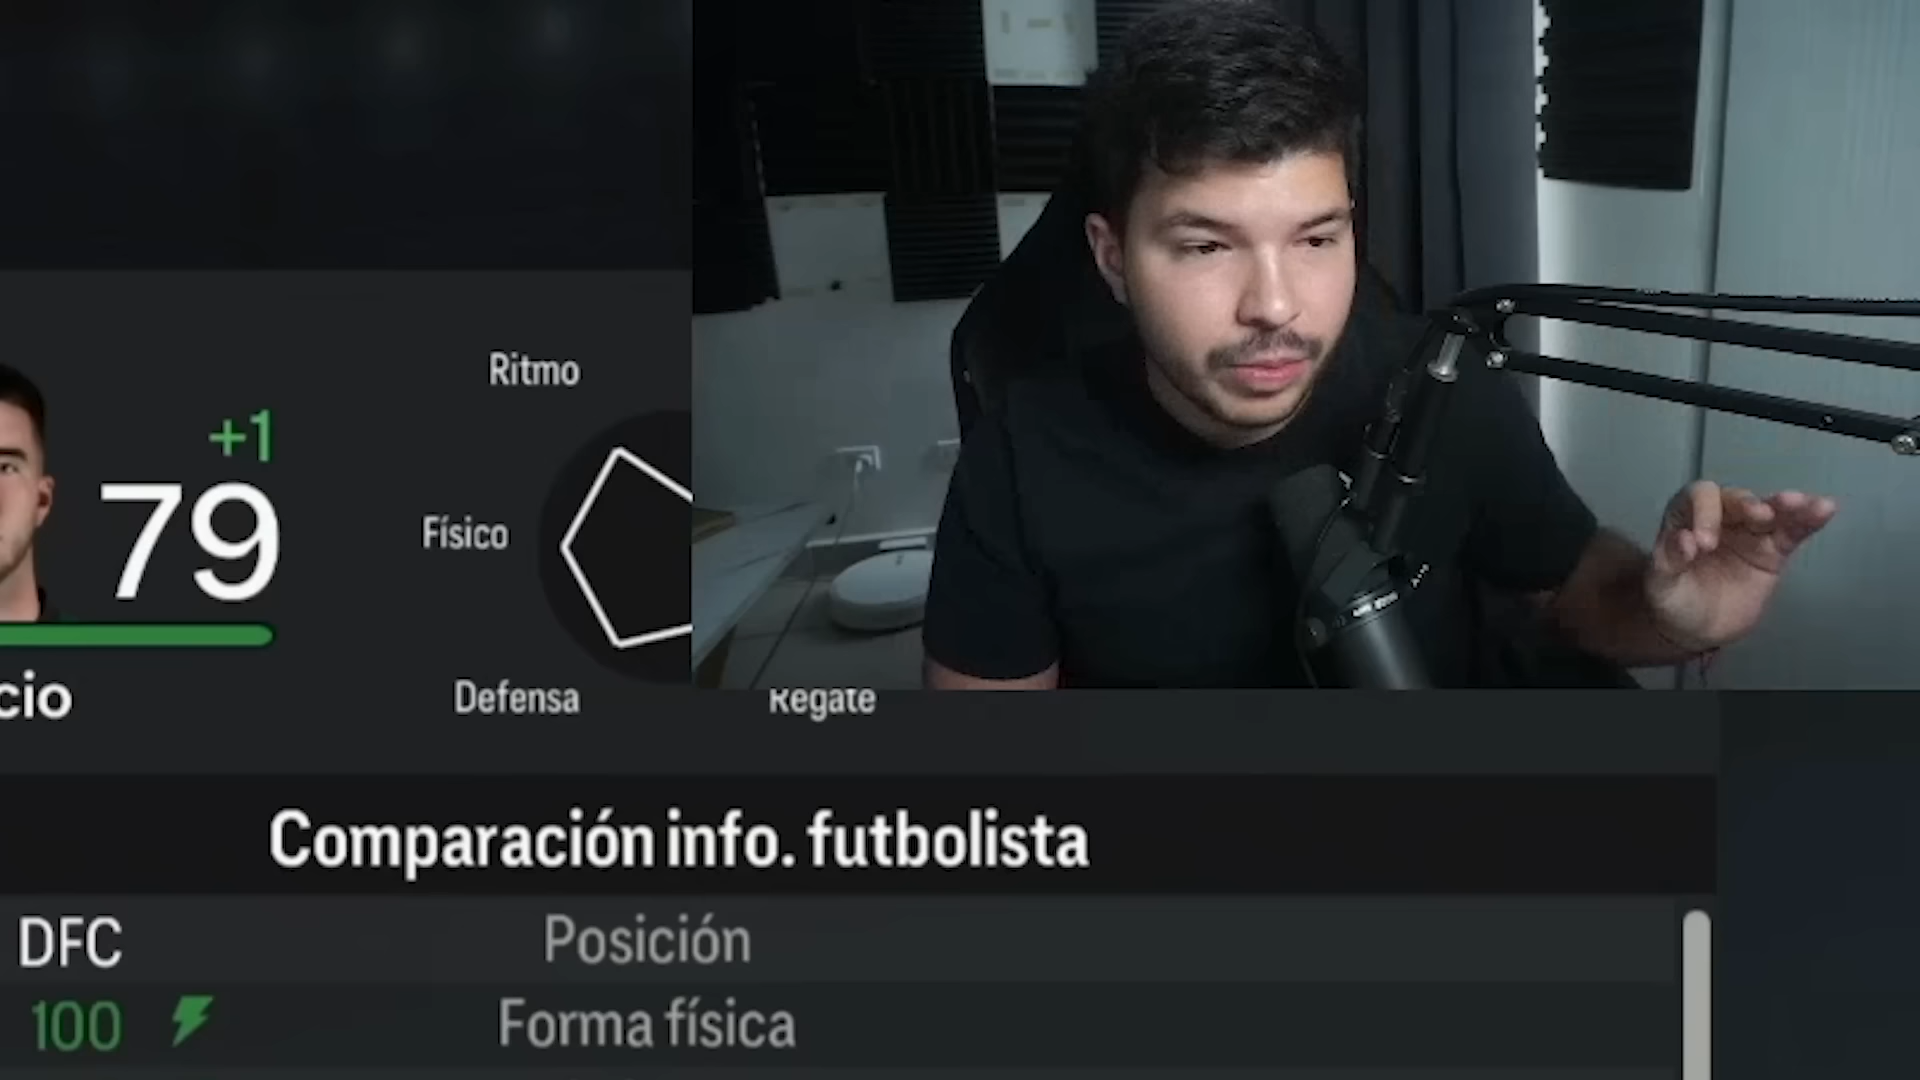 Ritmo
+1
79
Físico
cio
Defensa
Regate
Comparación info. futbolista
DFC
Posición
100
Forma física